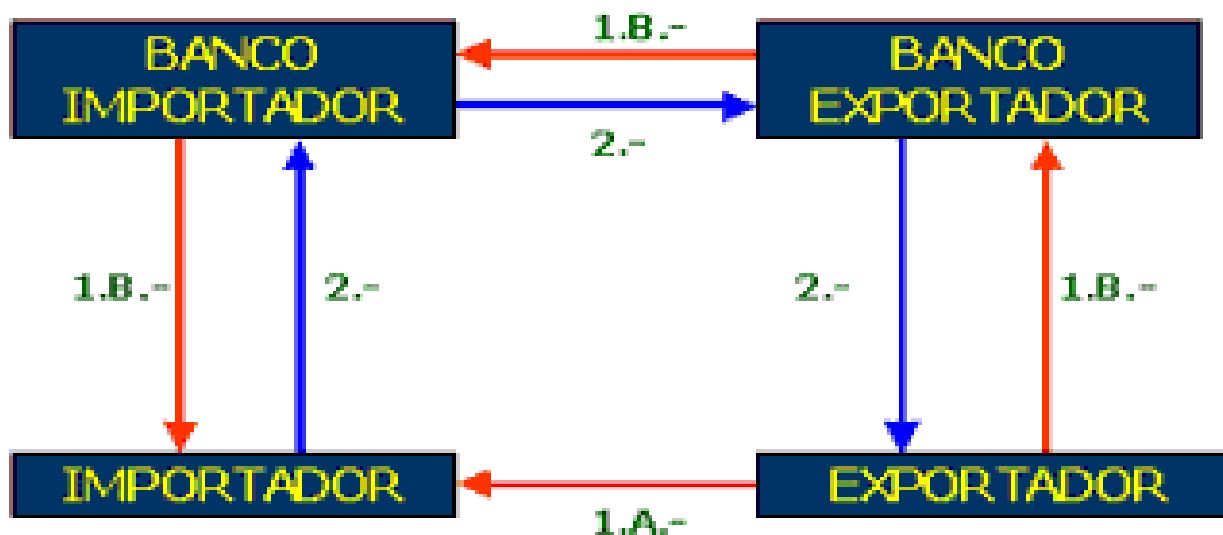 1.B.-
BANCO
IMPORTADOR
BANCO
EXPORTADOR
2.-
1.B.-
2.-
2.-
1.B.-
IMPORTADOR
EXPORTADOR
1.A.-